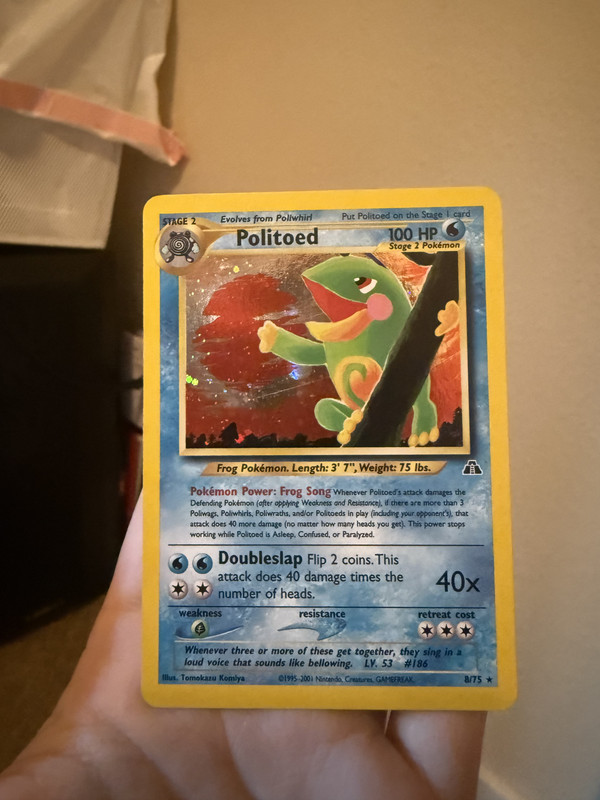 STAGE 2 Evolves from Poliwhirl Put Politoed on the Stage 1 card
Politoed 100 HP
Stage 2 Pokémon
Frog Pokémon. Length: 3' 7", Weight: 75 lbs.
Pokémon Power: Frog Song Whenever Politoed's attack damages the
Defending Pokémon (after applying Weakness and Resistance), if there are more than 3
Poliwags, Poliwhirls, Poliwraths, and/or Politoeds in play (including your opponent's), that
attack does 40 more damage (no matter how many heads you get). This power stops
working while Politoed is Asleep, Confused, or Paralyzed.
Doubleslap Flip 2 coins. This
attack does 40 damage times the
number of heads.
40x
weakness resistance retreat cost
Whenever three or more of these get together, they sing in a
loud voice that sounds like bellowing. LV. 53 #186
Illus. Tomokazu Komiya ©1995-2001 Nintendo, Creatures, GAMEFREAK. 8/75 ★